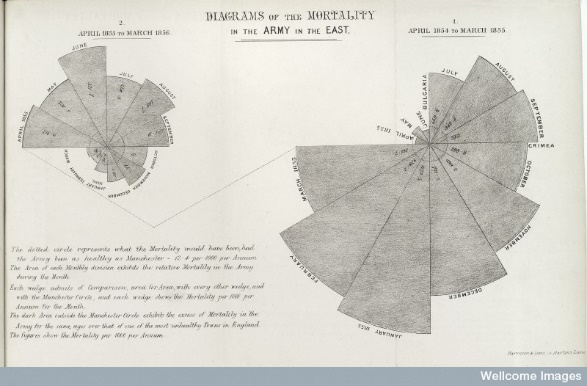 DIAGRAMS OF THE MORTALITY
IN THE ARMY IN THE EAST.
2.
APRIL 1855 TO MARCH 1856
1.
APRIL 1854 TO MARCH 1855
APRIL 1855
MAY
JUNE
JULY
AUGUST
SEPTEMBER
OCTOBER
NOVEMBER
DECEMBER
JANUARY
FEBRUARY
MARCH
APRIL 1854
MAY
JUNE
BULGARIA
JULY
AUGUST
SEPTEMBER
CRIMEA
OCTOBER
NOVEMBER
DECEMBER
JANUARY 1855
FEBRUARY
MARCH 1855
The dotted circle represents what the Mortality would have been, had
the Army been as healthy as Manchester — 12.4 per 1000 per Annum
The Area of each Monthly division exhibits the relative Mortality in the Army
during the Month.
Each wedge admits of Comparison, area for Area, with every other wedge, and
with the Manchester Circle, and each wedge shows the Mortality per 1000 per
Annum for the Month.
The dark Area outside the Manchester Circle exhibits the excess of Mortality in the
Army for the same ages over that of one of the most unhealthy Towns in England
The figures show the Mortality per 1000 per Annum.
Harrison & Sons
Wellcome Images